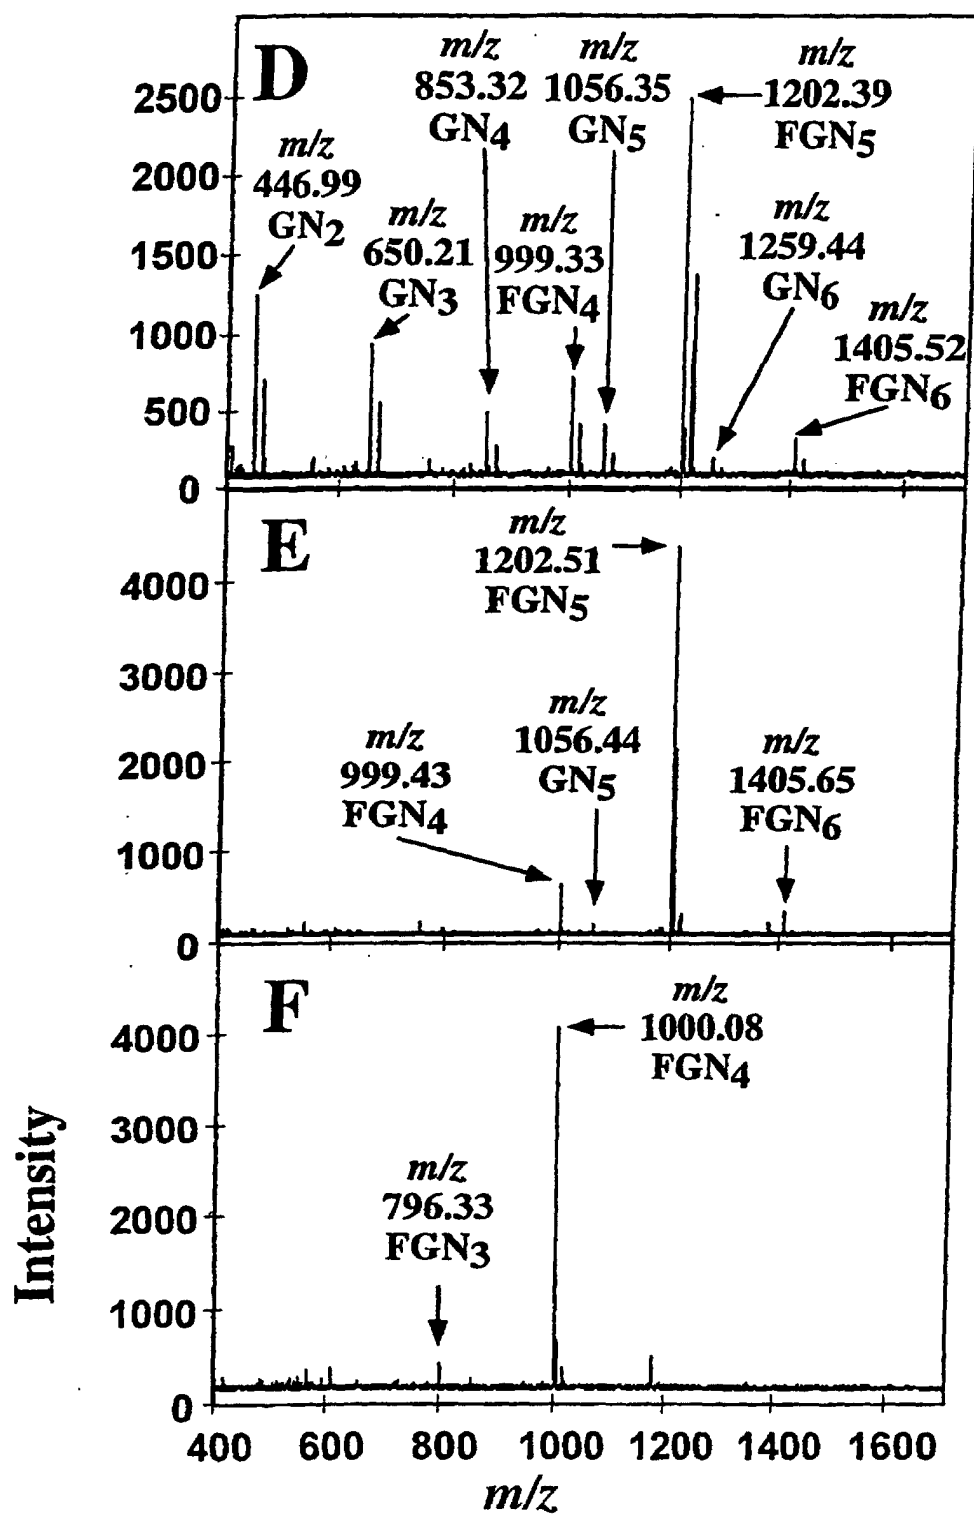 D
m/z
853.32
GN4
m/z
1056.35
GN5
m/z
1202.39
FGN5
m/z
446.99
GN2
m/z
650.21
GN3
m/z
999.33
FGN4
m/z
1259.44
GN6
m/z
1405.52
FGN6
2500
2000
1500
1000
500
0
E
m/z
1202.51
FGN5
m/z
999.43
FGN4
m/z
1056.44
GN5
m/z
1405.65
FGN6
4000
3000
2000
1000
0
F
m/z
1000.08
FGN4
m/z
796.33
FGN3
4000
3000
2000
1000
0
Intensity
400 600 800 1000 1200 1400 1600
m/z